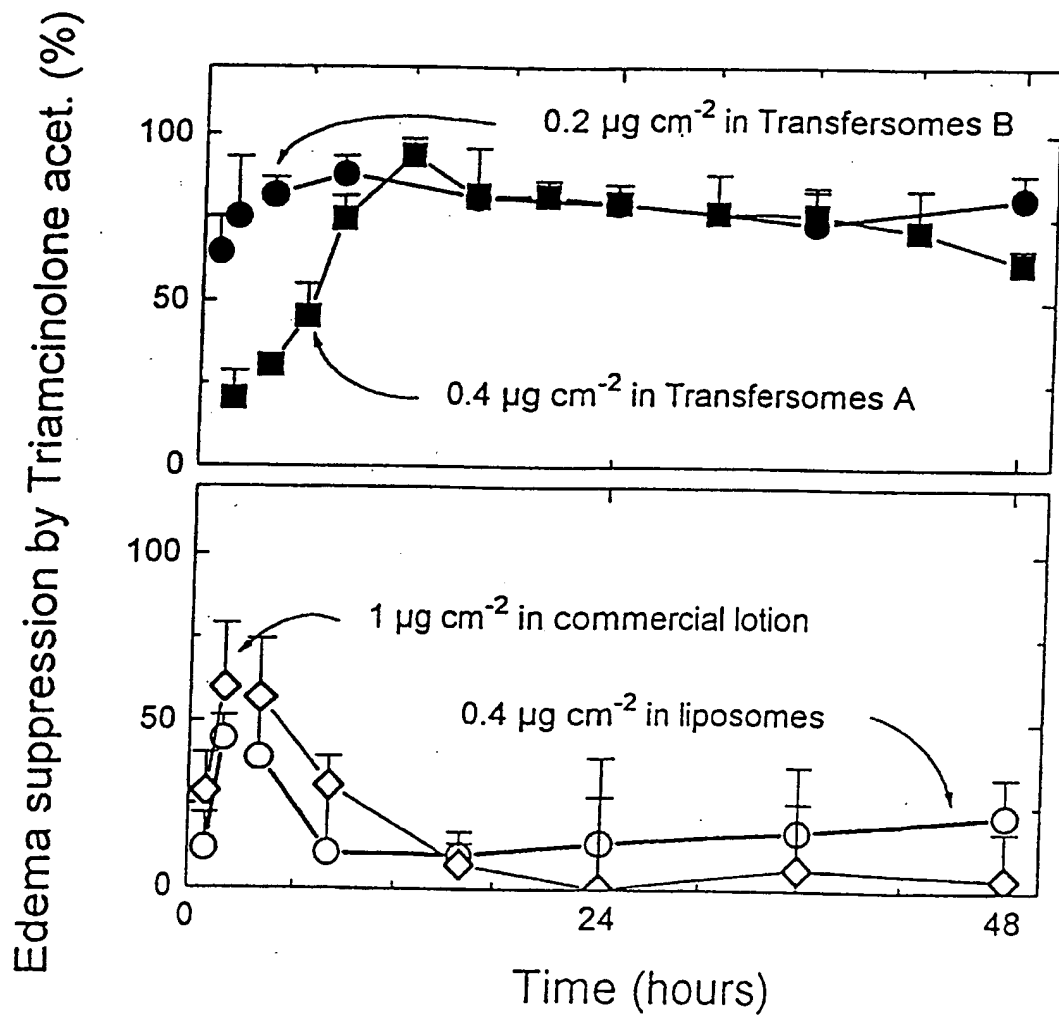 Edema suppression by Triamcinolone acet. (%)
100
50
0
0.2 µg cm⁻² in Transfersomes B
0.4 µg cm⁻² in Transfersomes A
100
50
0
1 µg cm⁻² in commercial lotion
0.4 µg cm⁻² in liposomes
0
24
48
Time (hours)